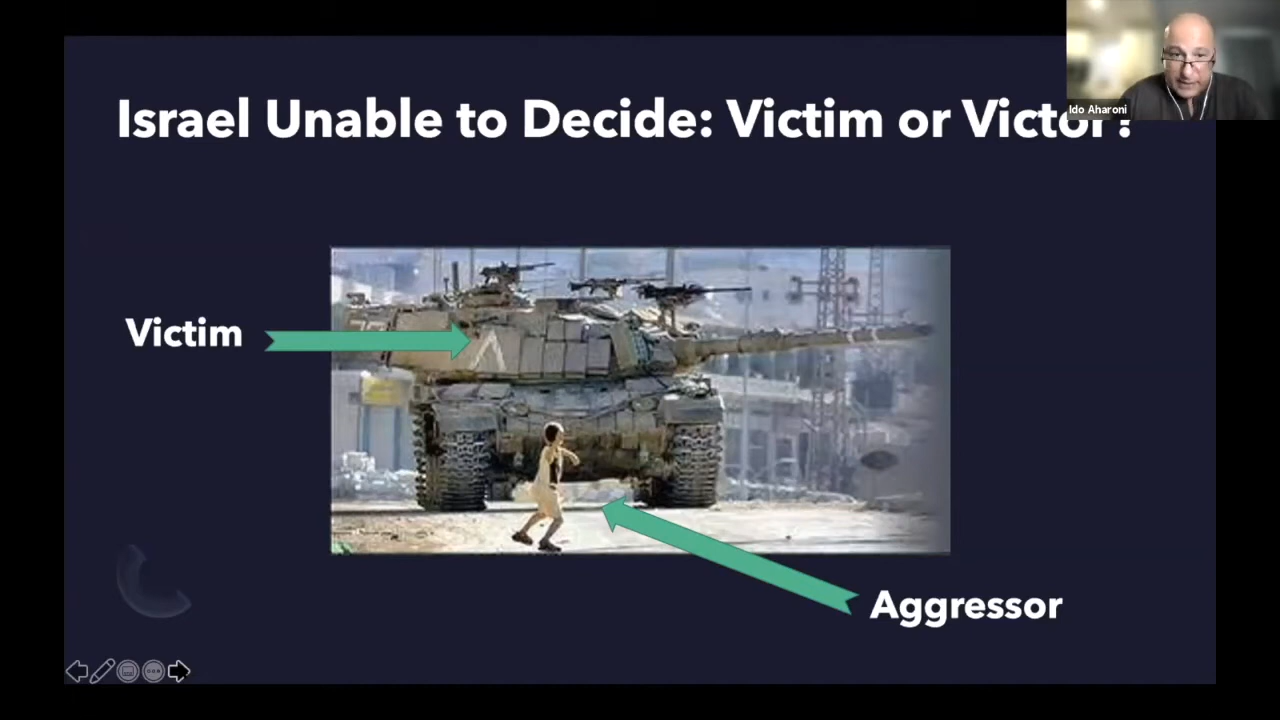 Israel Unable to Decide: Victim or Victor?
Ido Aharoni
Victim
Aggressor